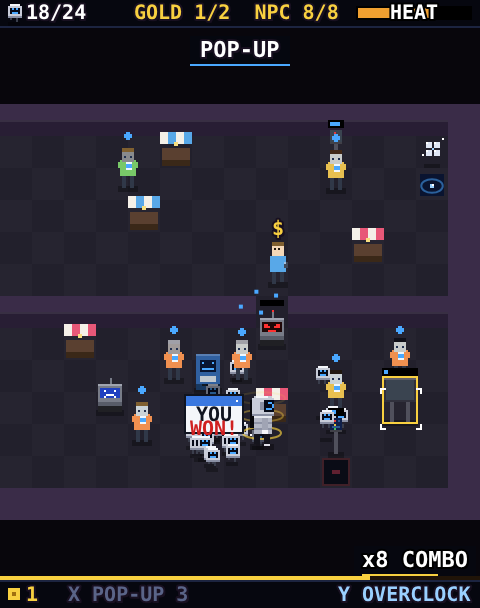 18/24 GOLD 1/2 NPC 8/8 HEAT
POP-UP
$
YOU
WON!
x8 COMBO
1 X POP-UP 3 Y OVERCLOCK